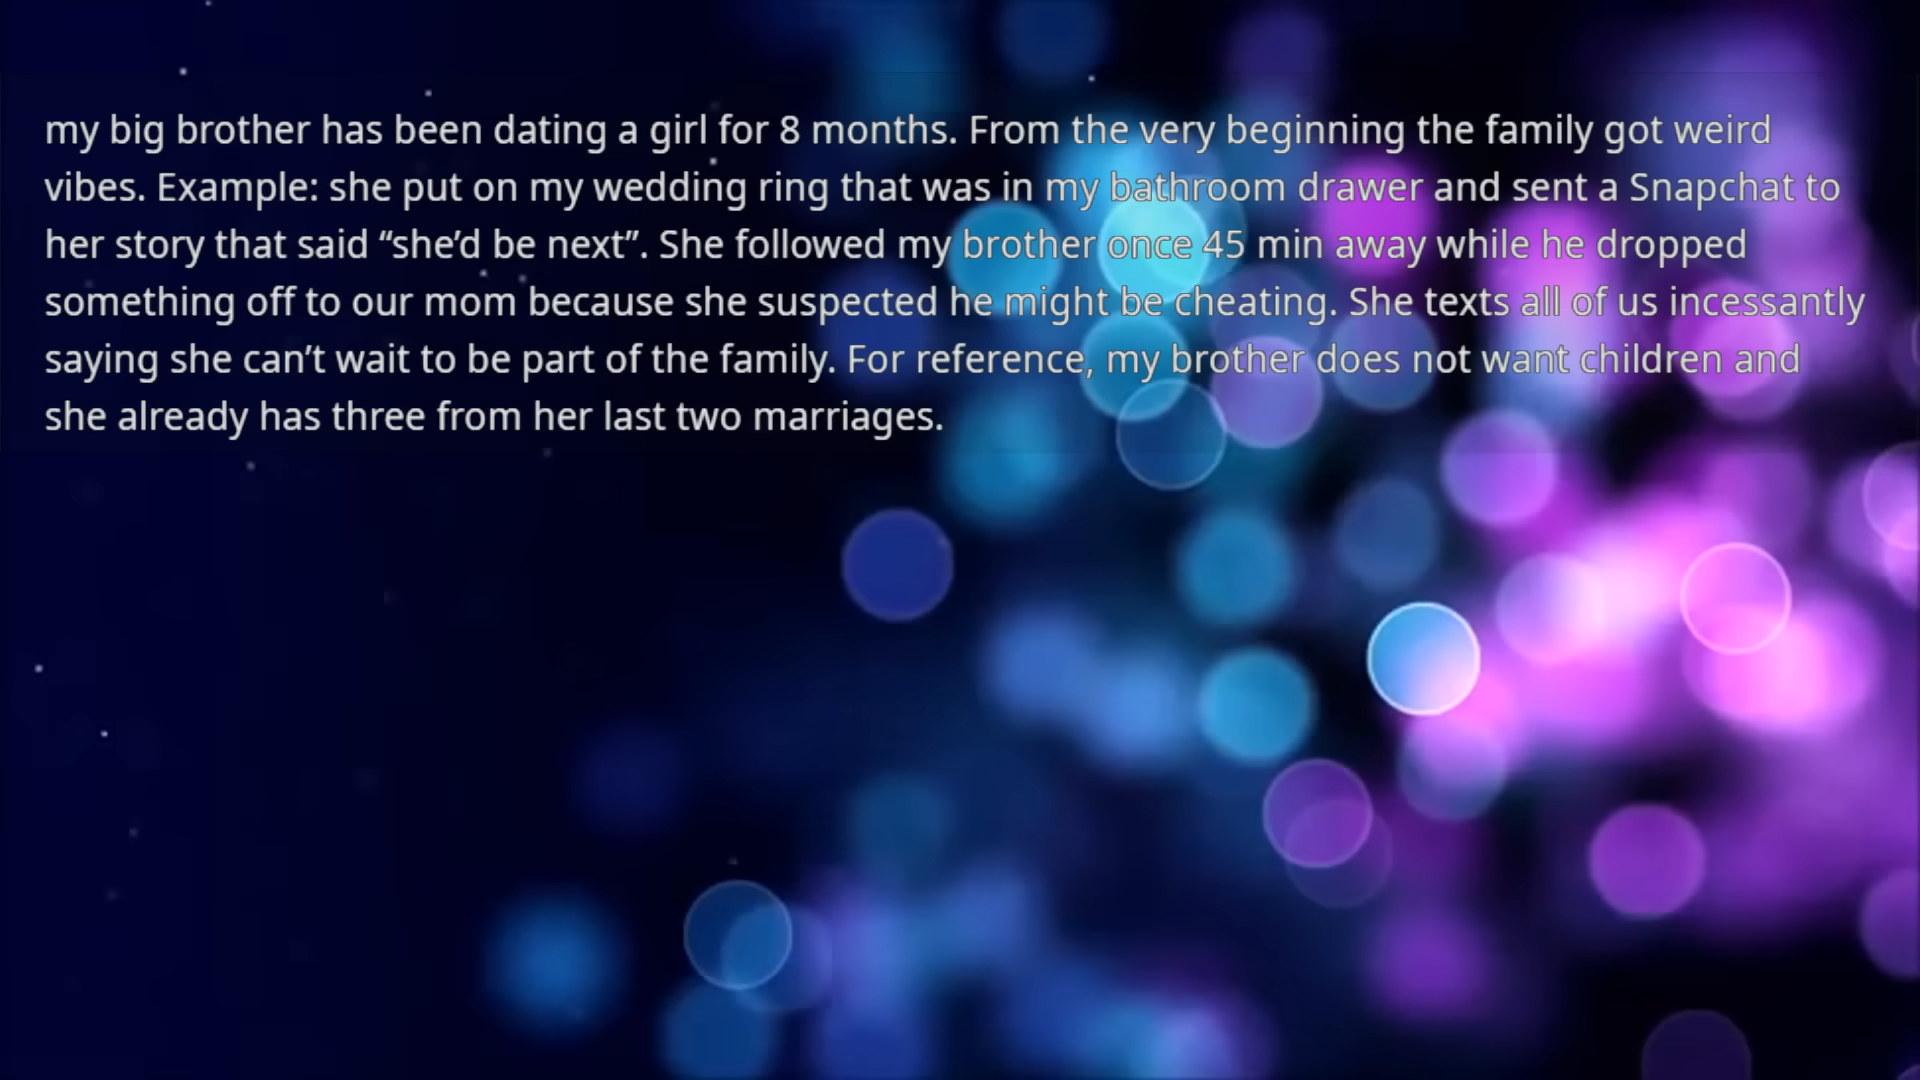 my big brother has been dating a girl for 8 months. From the very beginning the family got weird
vibes. Example: she put on my wedding ring that was in my bathroom drawer and sent a Snapchat to
her story that said “she’d be next”. She followed my brother once 45 min away while he dropped
something off to our mom because she suspected he might be cheating. She texts all of us incessantly
saying she can’t wait to be part of the family. For reference, my brother does not want children and
she already has three from her last two marriages.